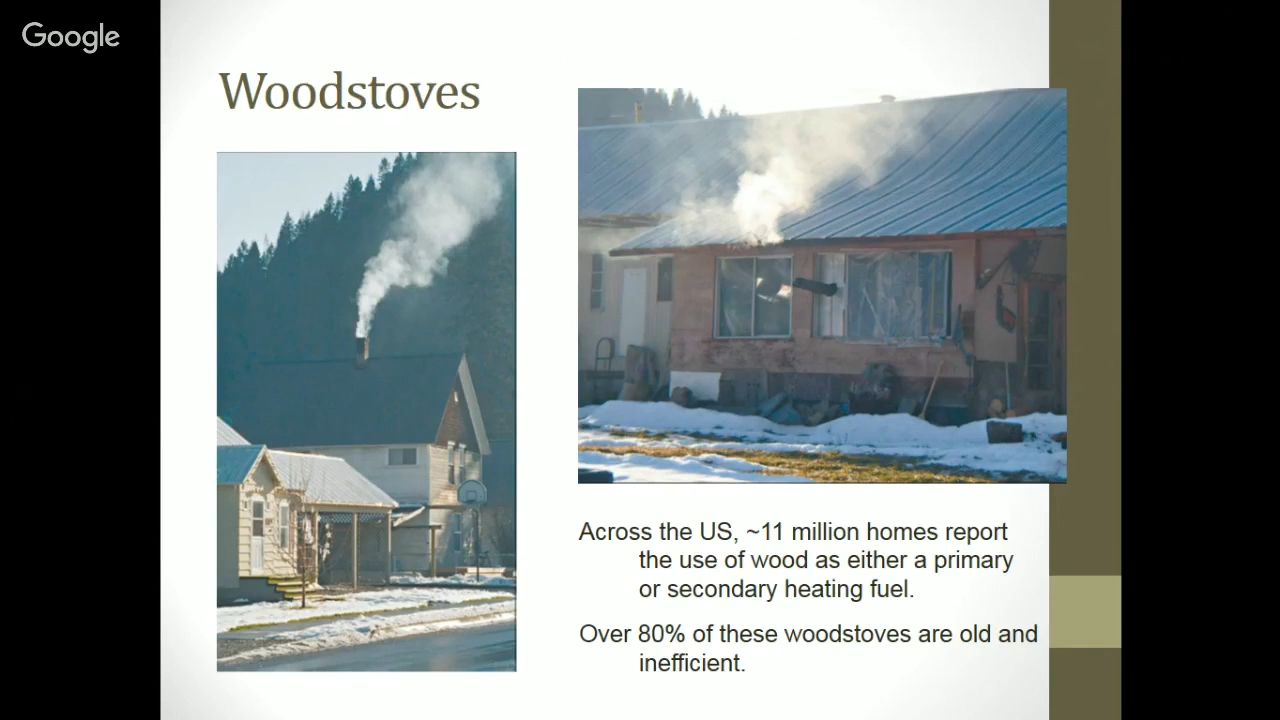 Google
Woodstoves
Across the US, ~11 million homes report
the use of wood as either a primary
or secondary heating fuel.
Over 80% of these woodstoves are old and
inefficient.